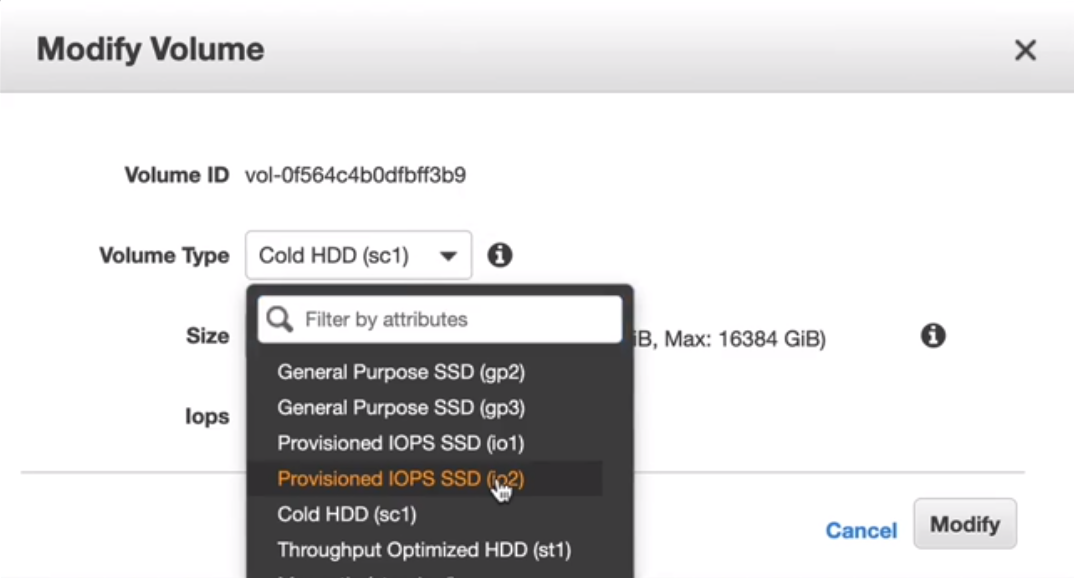 Modify Volume
Volume ID vol-0f564c4b0dfbff3b9
Volume Type Cold HDD (sc1)
Filter by attributes
Size iB, Max: 16384 GiB)
General Purpose SSD (gp2)
General Purpose SSD (gp3)
Iops
Provisioned IOPS SSD (io1)
Provisioned IOPS SSD (io2)
Cold HDD (sc1)
Throughput Optimized HDD (st1)
Cancel Modify